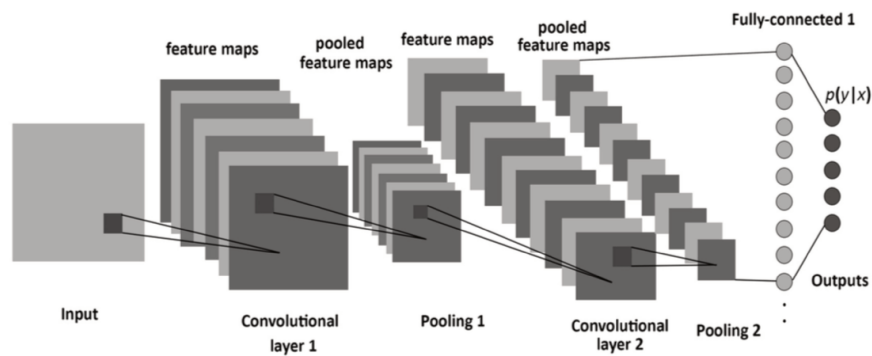 Fully-connected 1
feature maps
pooled
feature maps
feature maps
pooled
feature maps
p(y|x)
Input
Convolutional
layer 1
Pooling 1
Convolutional
layer 2
Pooling 2
Outputs